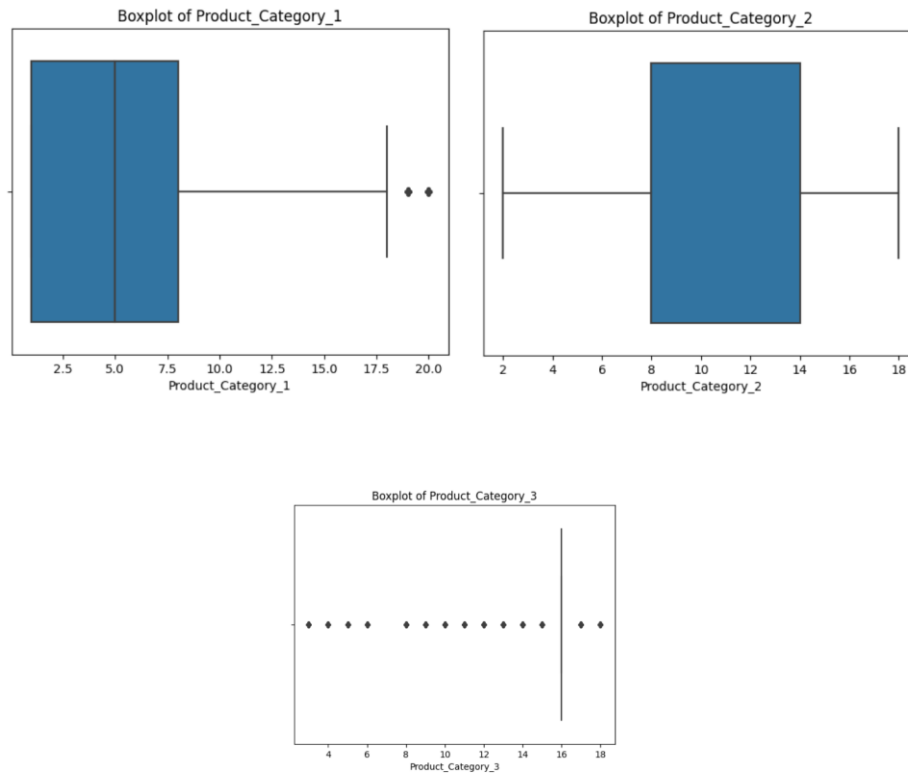 Boxplot of Product_Category_1
2.5 5.0 7.5 10.0 12.5 15.0 17.5 20.0
Product_Category_1
Boxplot of Product_Category_2
2 4 6 8 10 12 14 16 18
Product_Category_2
Boxplot of Product_Category_3
4 6 8 10 12 14 16 18
Product_Category_3